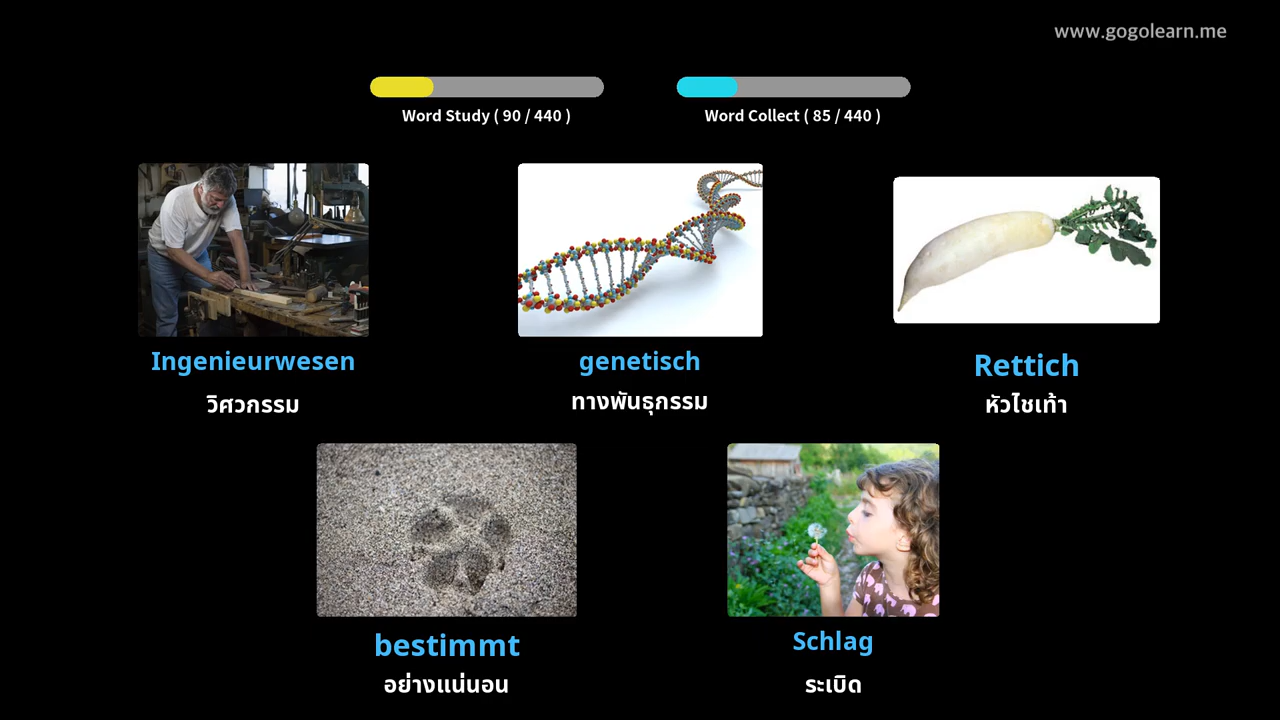 www.gogolearn.me
Word Study ( 90 / 440 )
Word Collect ( 85 / 440 )
Ingenieurwesen
วิศวกรรม
genetisch
ทางพันธุกรรม
Rettich
หัวไชเท้า
bestimmt
อย่างแน่นอน
Schlag
ระเบิด